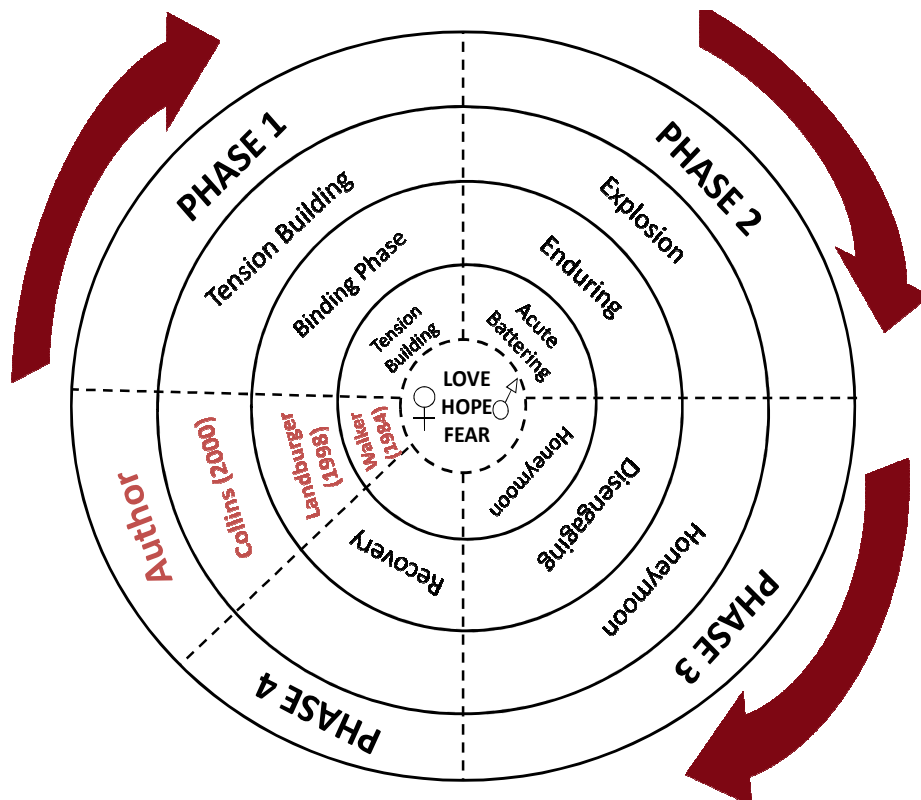 PHASE 1
PHASE 2
Tension Building
Explosion
Binding Phase
Enduring
Tension
Building
Acute
Battering
LOVE
HOPE
FEAR
Author
Collins (2000)
Landburger
(1998)
Walker
(1984)
Honeymoon
Disengaging
Honeymoon
Recovery
PHASE 3
PHASE 4